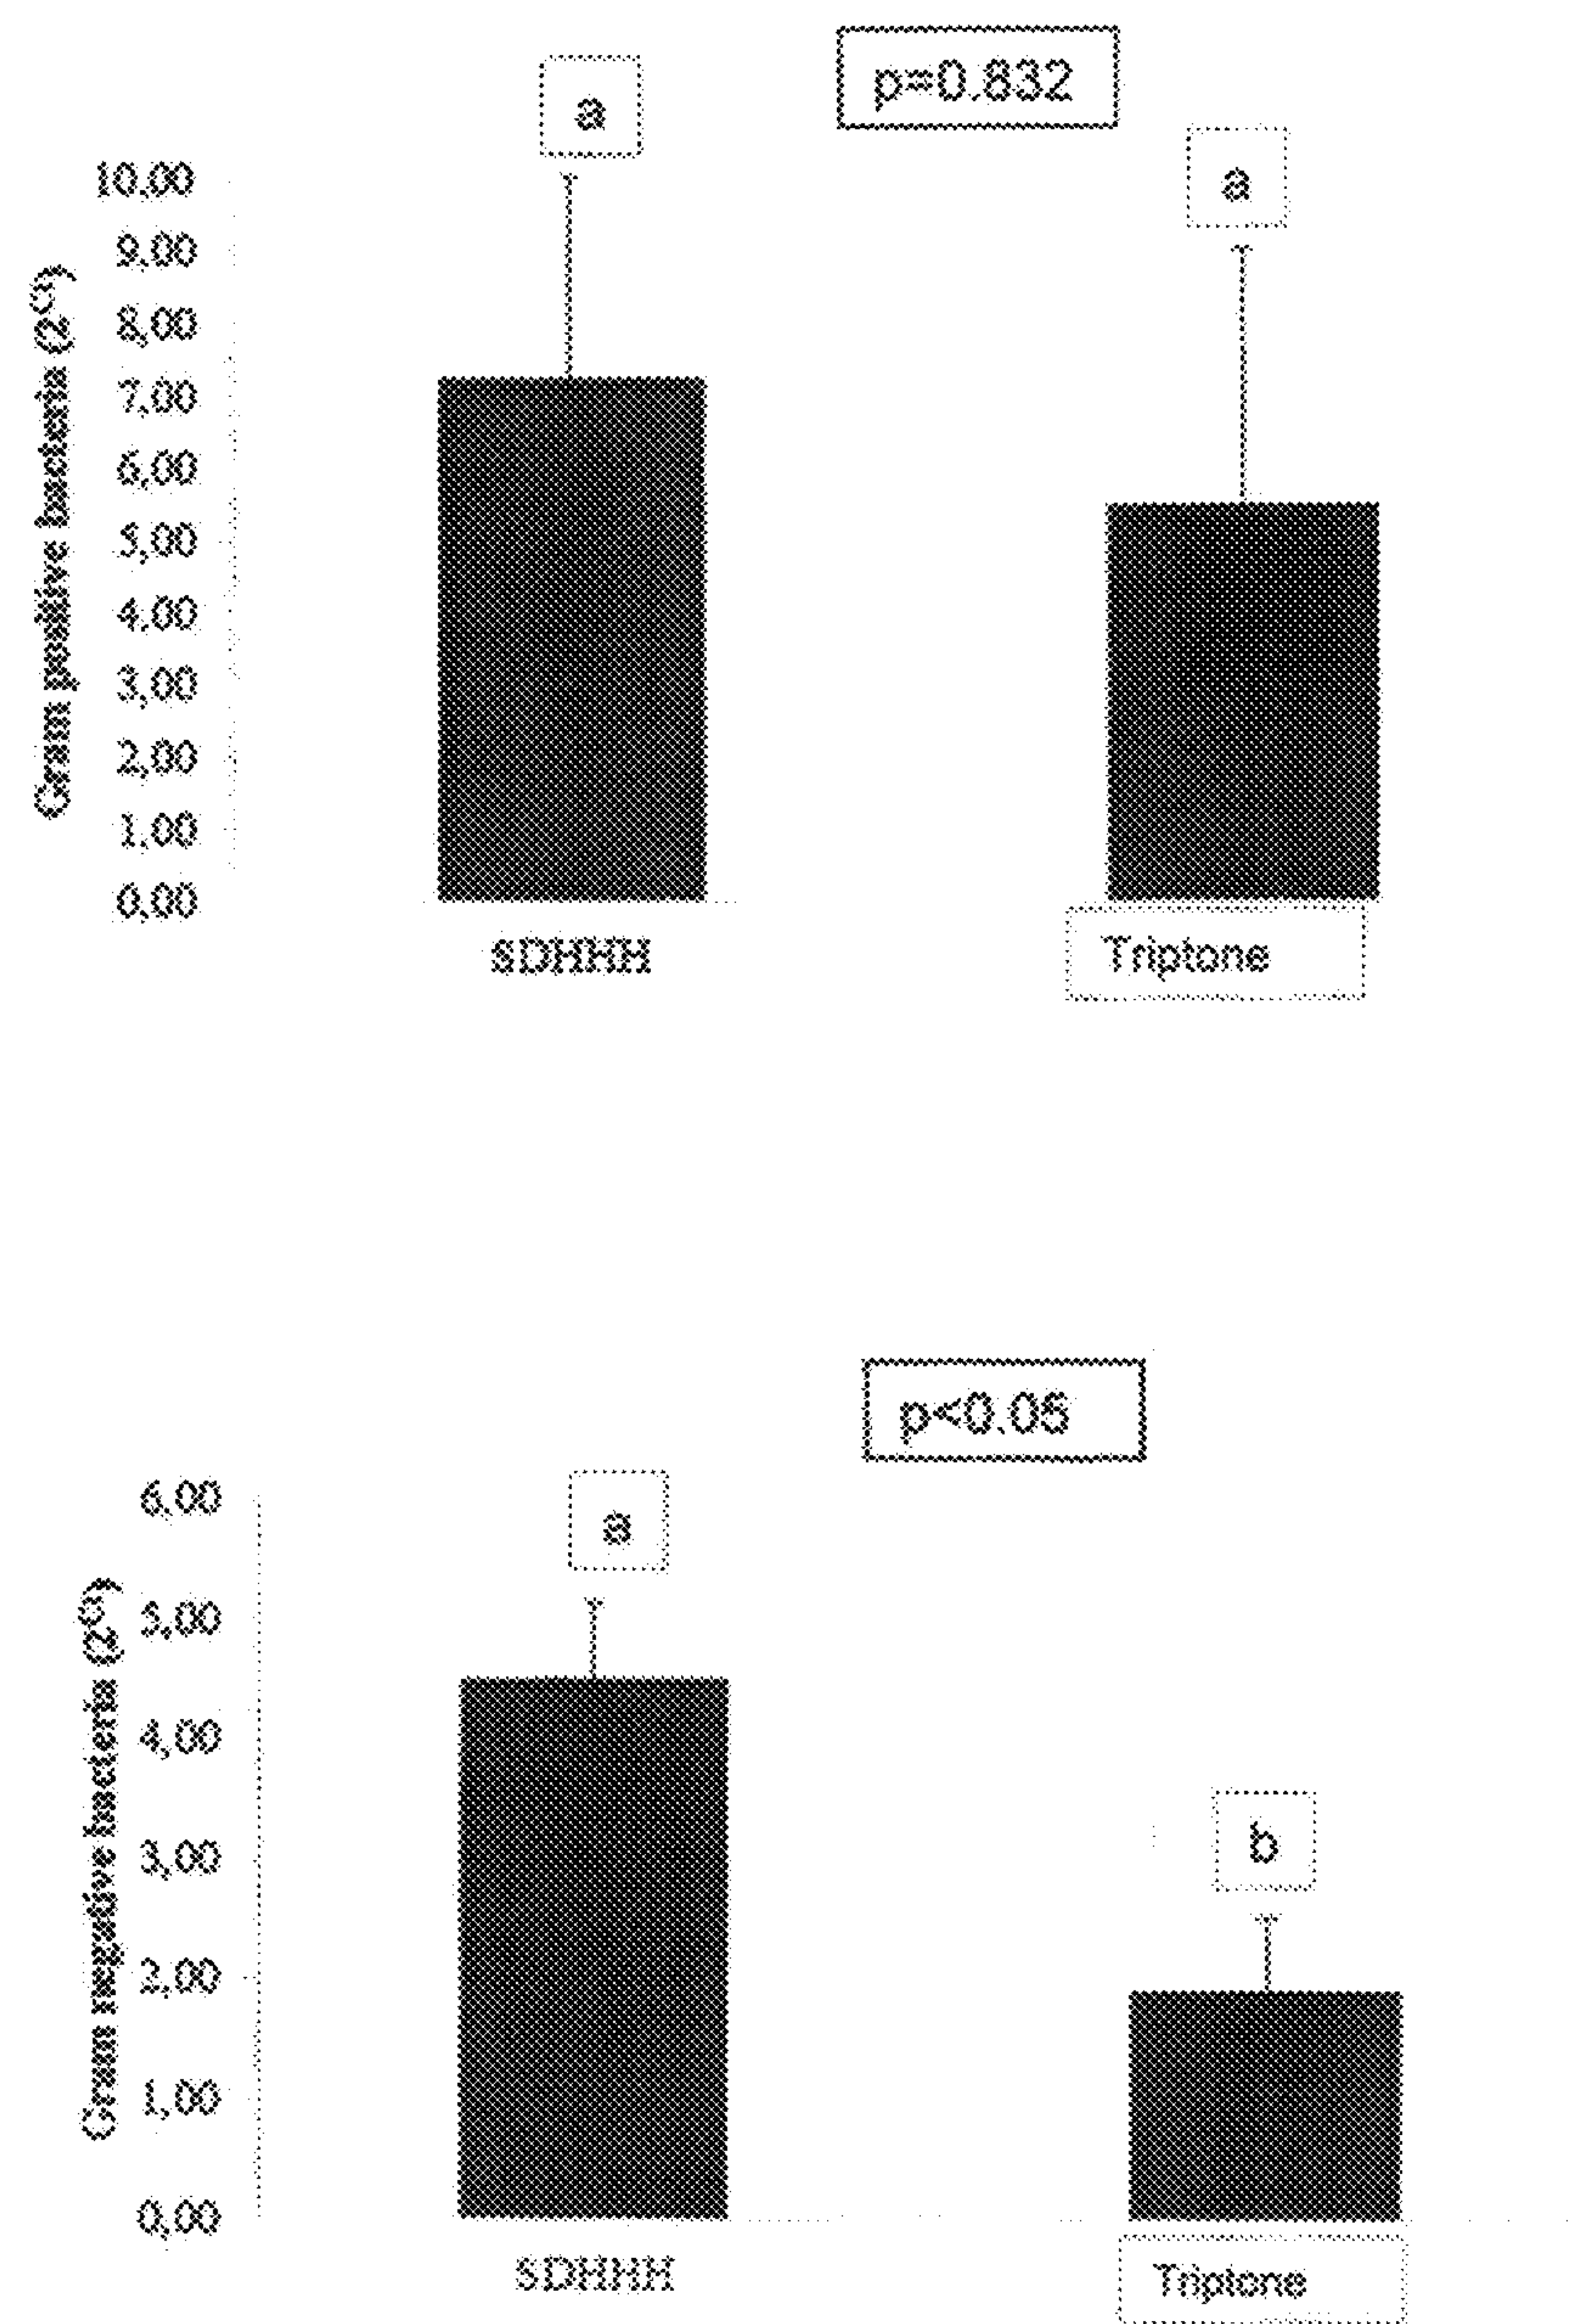 p=0.832
a
a
10,00
9,00
8,00
7,00
6,00
5,00
4,00
3,00
2,00
1,00
0,00
Gram positive bacteria (2^Ct)
SDHHH
Triptone
p<0.05
a
b
6,00
5,00
4,00
3,00
2,00
1,00
0,00
Gram negative bacteria (2^Ct)
SDHHH
Triptone